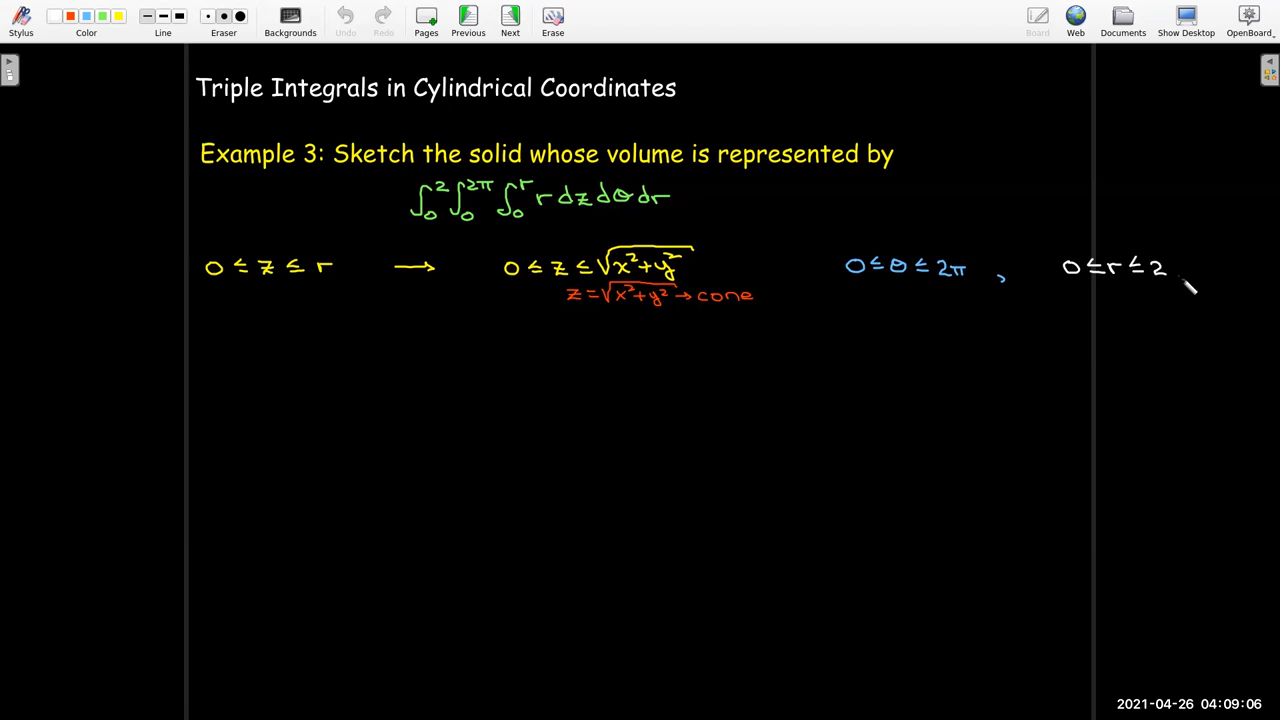 Stylus Color Line Eraser Backgrounds Undo Redo Pages Previous Next Erase Board Web Documents Show Desktop OpenBoard
Triple Integrals in Cylindrical Coordinates
Example 3: Sketch the solid whose volume is represented by
∫₀² ∫₀^2π ∫₀^r r dz dθ dr
0 ≤ z ≤ r → 0 ≤ z ≤ √(x²+y²) 0 ≤ θ ≤ 2π , 0 ≤ r ≤ 2
z = √(x²+y²) → cone
2021-04-26 04:09:06